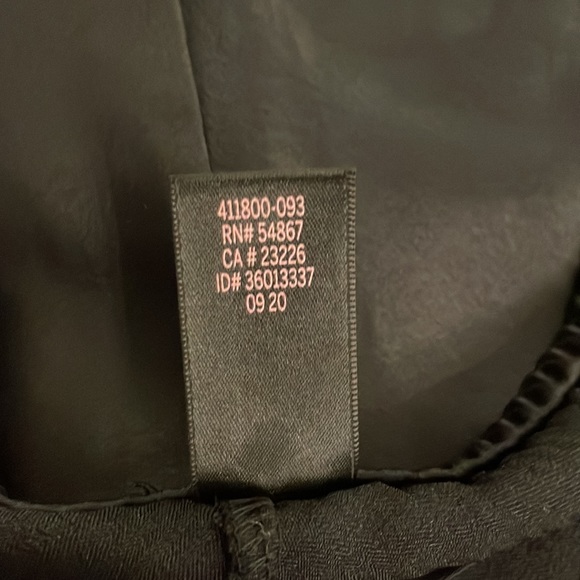 411800-093
RN# 54867
CA # 23226
ID# 36013337
09 20